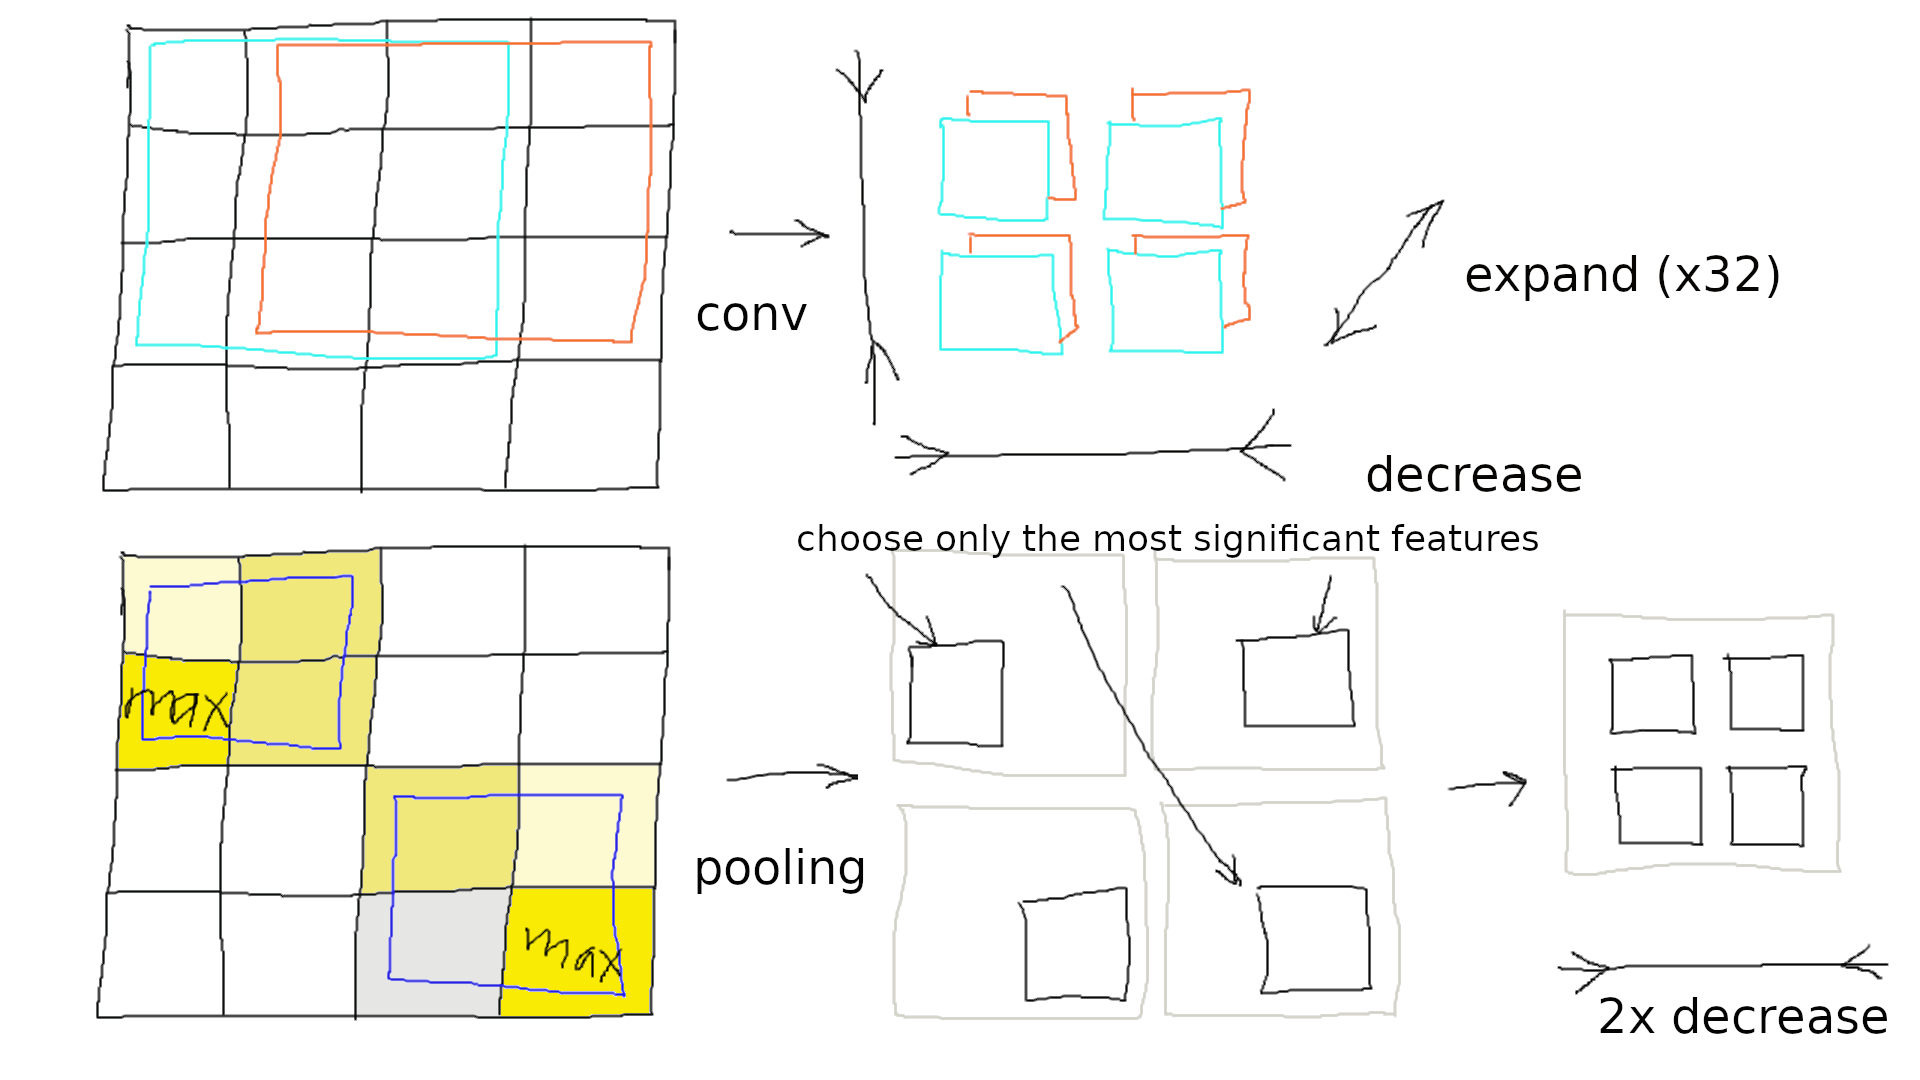 expand (x32)
conv
decrease
choose only the most significant features
max
pooling
max
2x decrease